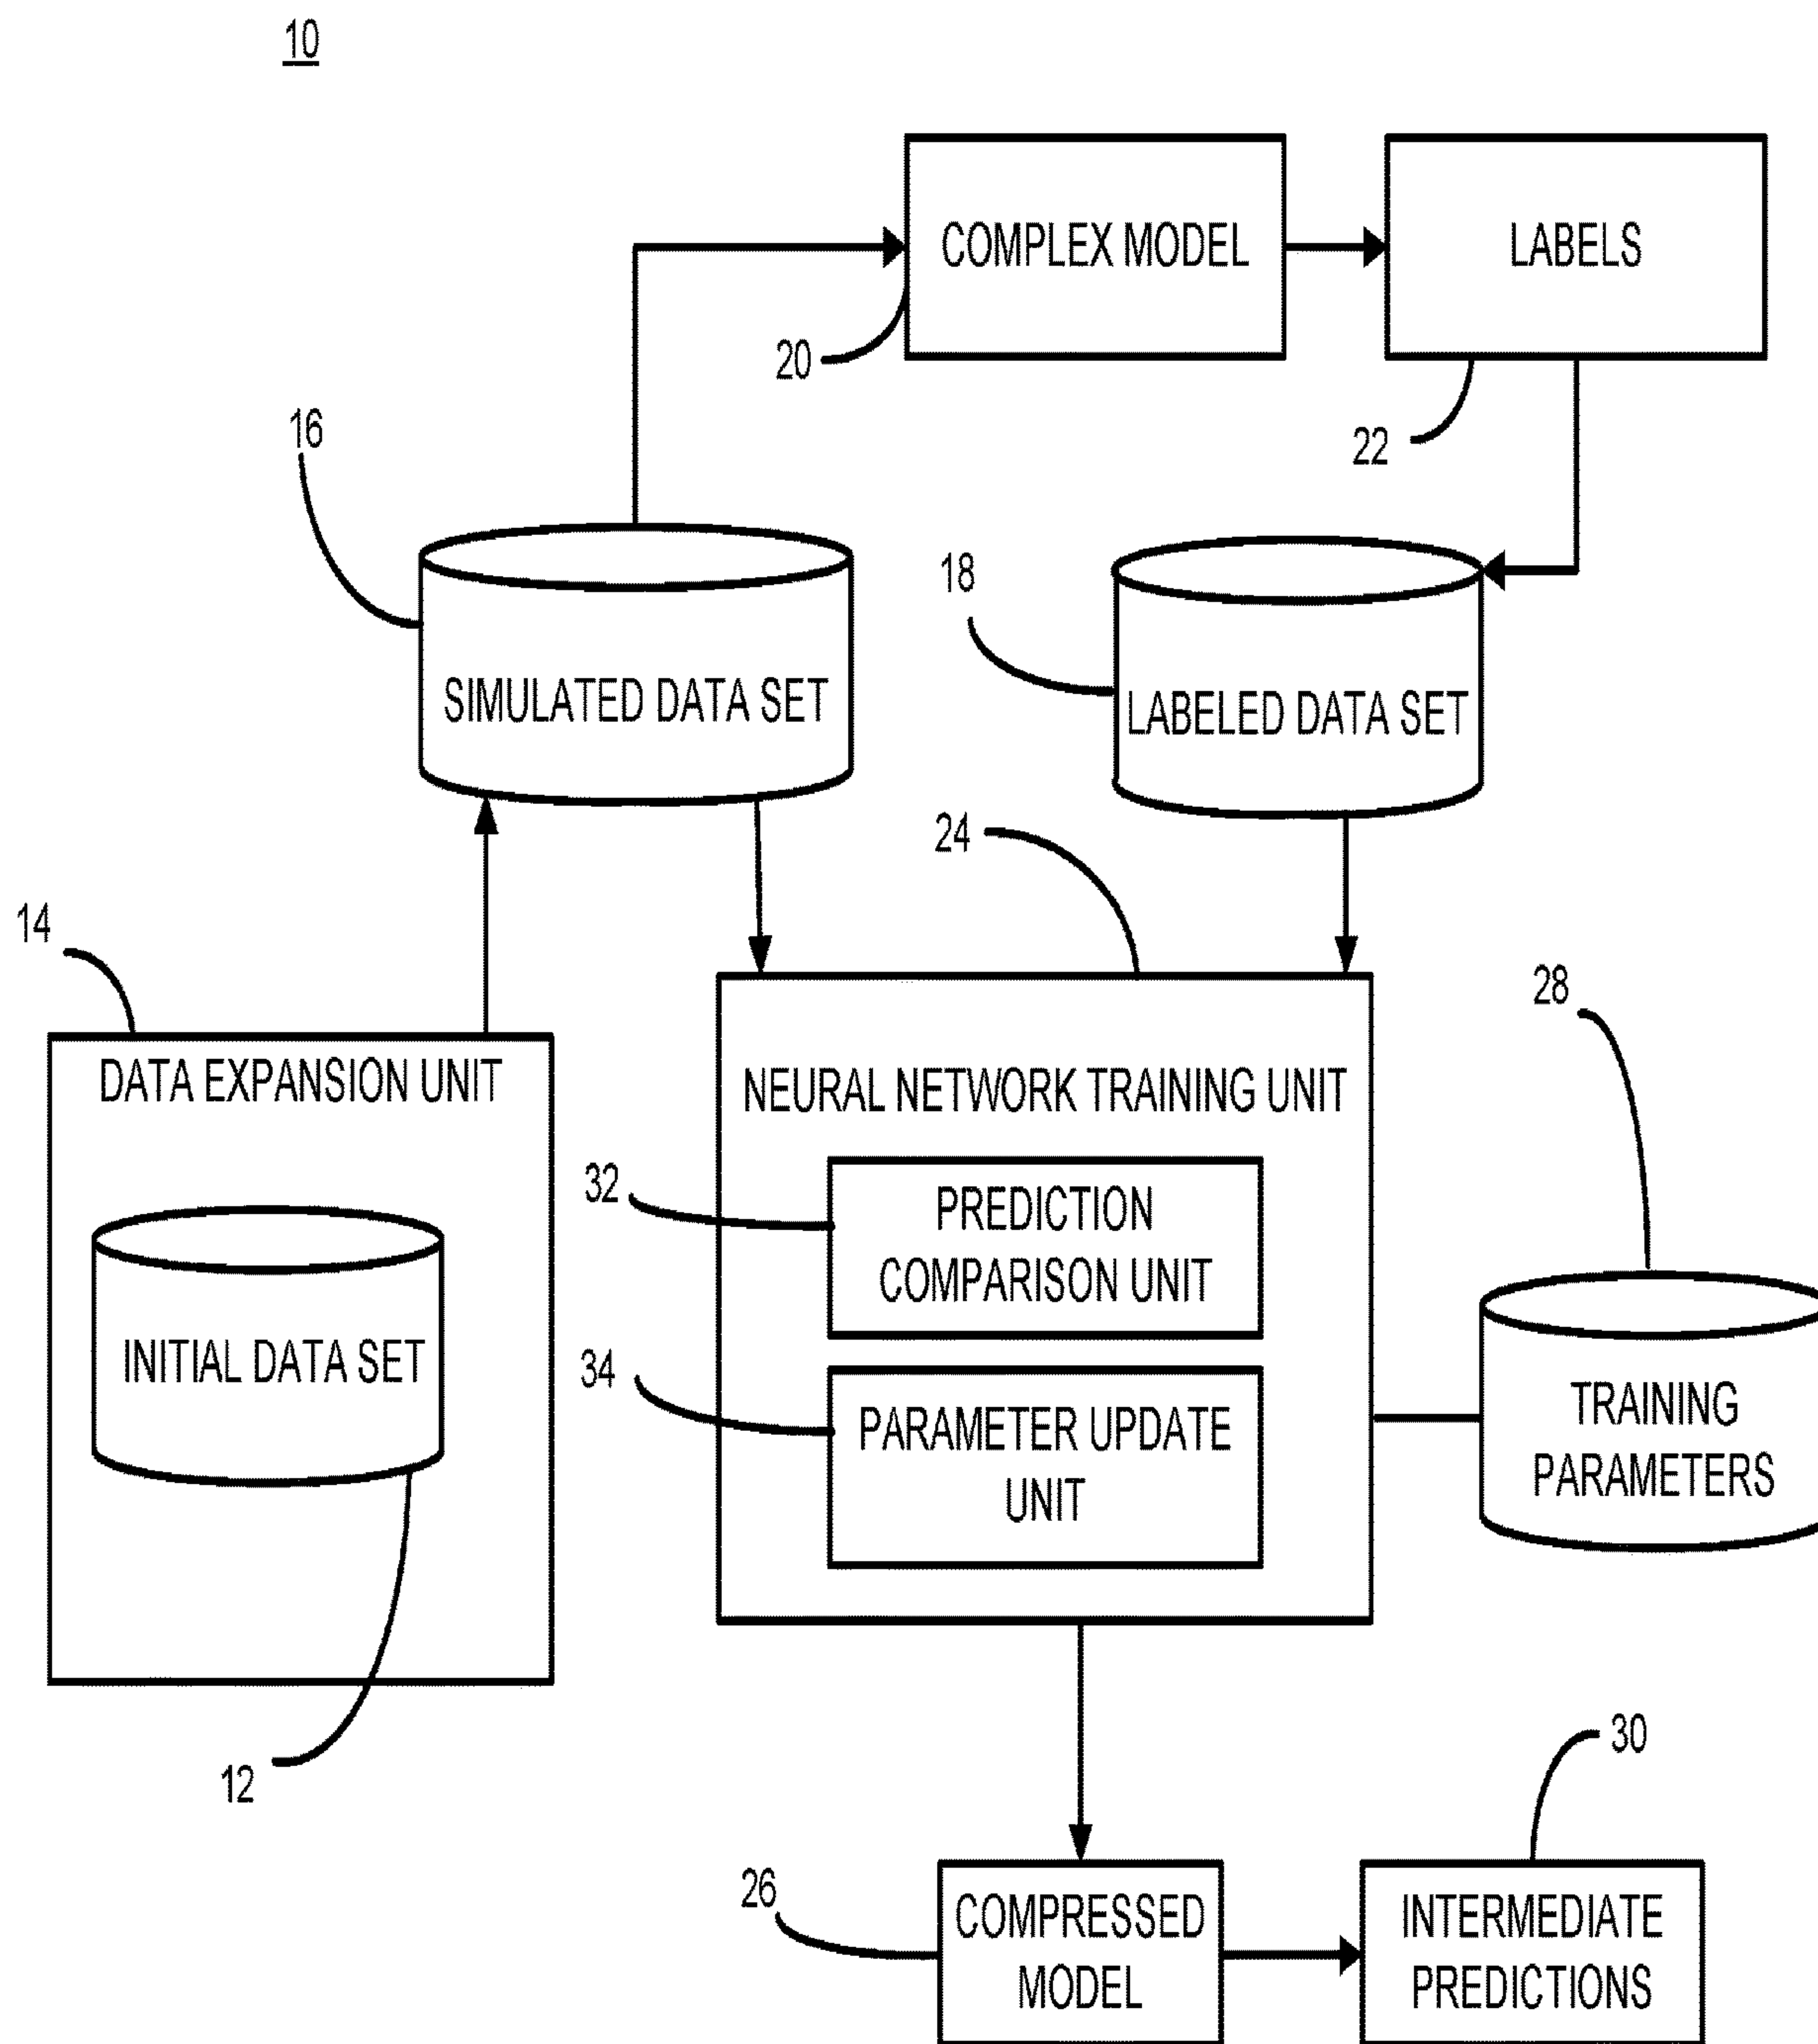 10
COMPLEX MODEL
LABELS
20
22
16
18
SIMULATED DATA SET
LABELED DATA SET
24
14
28
DATA EXPANSION UNIT
NEURAL NETWORK TRAINING UNIT
32
PREDICTION
COMPARISON UNIT
INITIAL DATA SET
34
PARAMETER UPDATE
UNIT
TRAINING
PARAMETERS
12
30
26
COMPRESSED
MODEL
INTERMEDIATE
PREDICTIONS